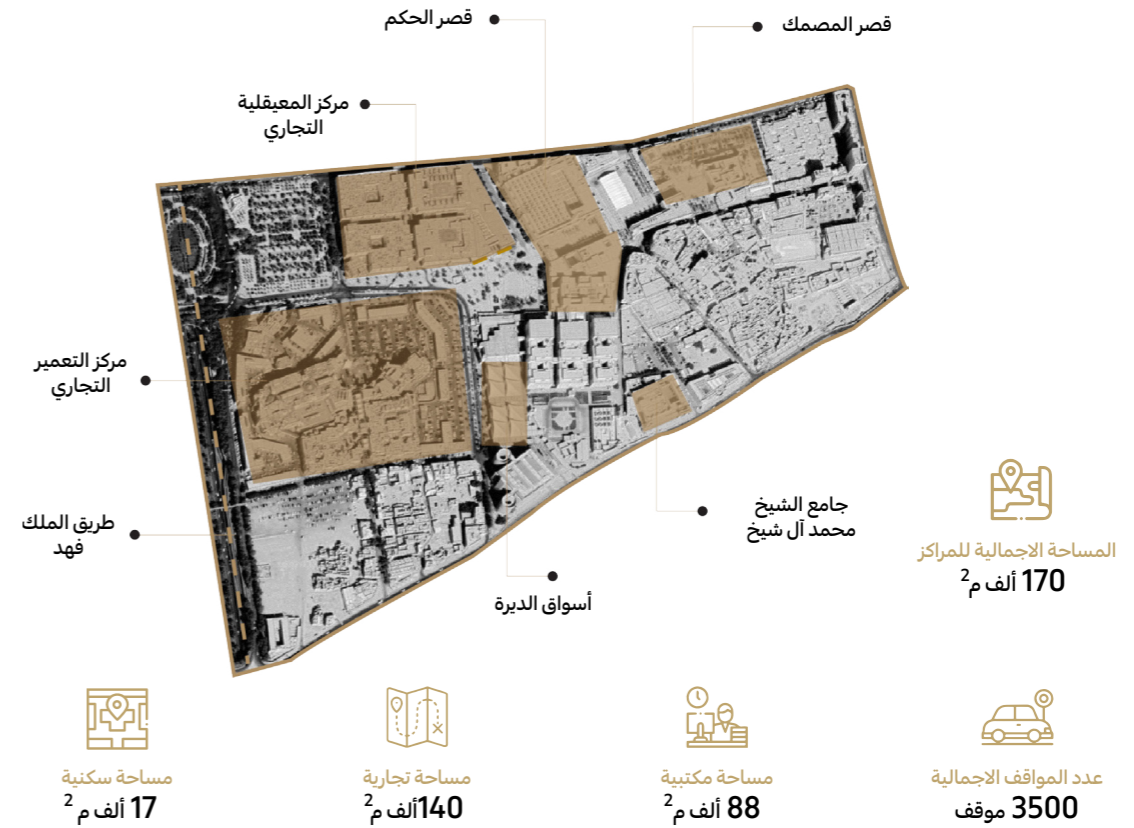 قصر المصمك
قصر الحكم
مركز المعيقلية
التجاري
مركز التعمير
التجاري
طريق الملك
فهد
جامع الشيخ
محمد آل شيخ
أسواق الديرة
المساحة الاجمالية للمراكز
170 ألف م²
عدد المواقف الاجمالية
3500 موقف
مساحة مكتبية
88 ألف م²
مساحة تجارية
140ألف م²
مساحة سكنية
17 ألف م²